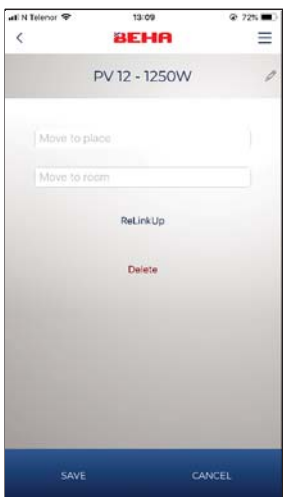 N Telenor 13:09 72%
BEHA
PV 12 - 1250W
Move to place
Move to room
ReLinkUp
Delete
SAVE CANCEL